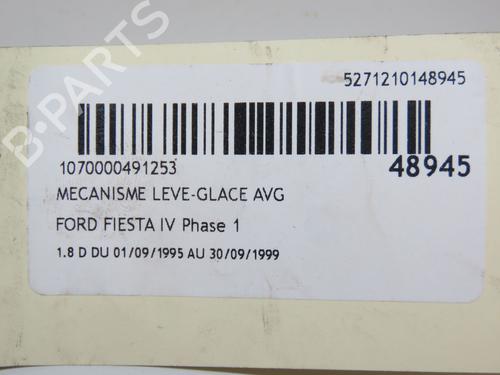 5271210148945
1070000491253
48945
MECANISME LEVE-GLACE AVG
FORD FIESTA IV Phase 1
1.8 D DU 01/09/1995 AU 30/09/1999
B-PARTS